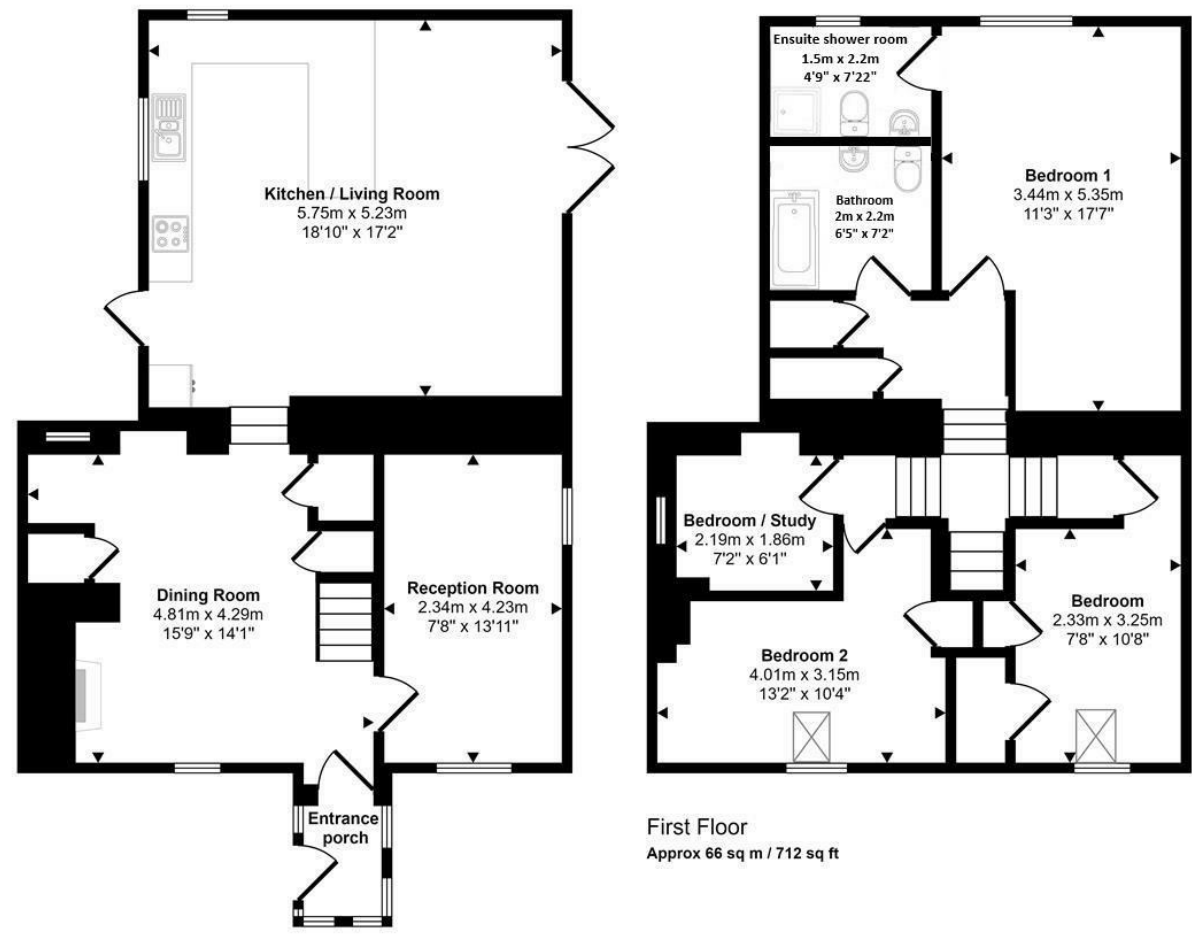 Kitchen / Living Room
5.75m x 5.23m
18'10" x 17'2"
Dining Room
4.81m x 4.29m
15'9" x 14'1"
Reception Room
2.34m x 4.23m
7'8" x 13'11"
Entrance
porch
Ensuite shower room
1.5m x 2.2m
4'9" x 7'22"
Bathroom
2m x 2.2m
6'5" x 7'2"
Bedroom 1
3.44m x 5.35m
11'3" x 17'7"
Bedroom / Study
2.19m x 1.86m
7'2" x 6'1"
Bedroom 2
4.01m x 3.15m
13'2" x 10'4"
Bedroom
2.33m x 3.25m
7'8" x 10'8"
First Floor
Approx 66 sq m / 712 sq ft